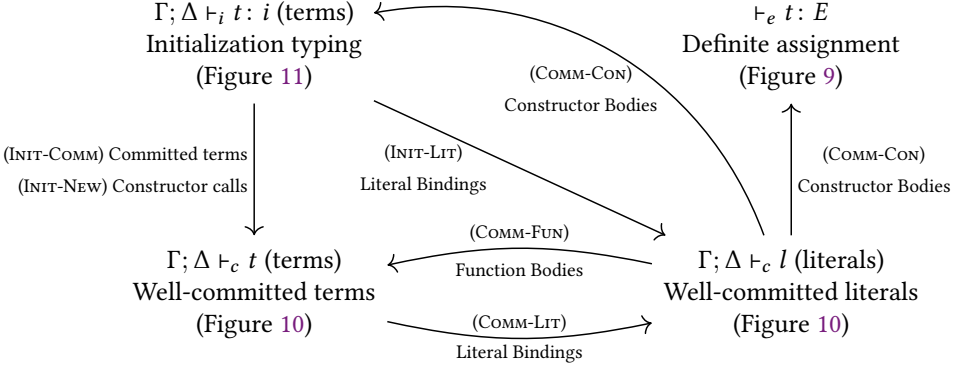 Γ; Δ ⊢i t: i (terms)
Initialization typing
(Figure 11)
⊢e t: E
Definite assignment
(Figure 9)
(Comm-Con)
Constructor Bodies
(Init-Comm) Committed terms
(Init-New) Constructor calls
(Init-Lit)
Literal Bindings
(Comm-Con)
Constructor Bodies
(Comm-Fun)
Function Bodies
Γ; Δ ⊢c t (terms)
Well-committed terms
(Figure 10)
Γ; Δ ⊢c l (literals)
Well-committed literals
(Figure 10)
(Comm-Lit)
Literal Bindings